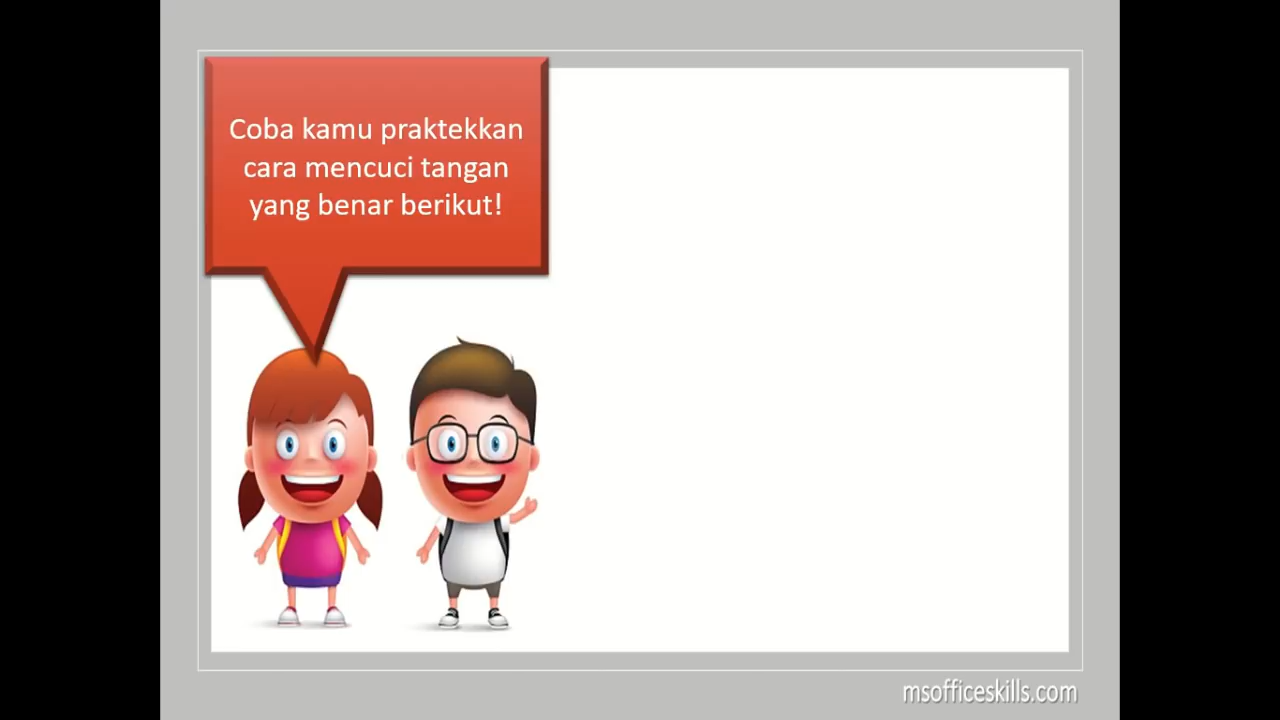 Coba kamu praktekkan
cara mencuci tangan
yang benar berikut!
msofficeskills.com